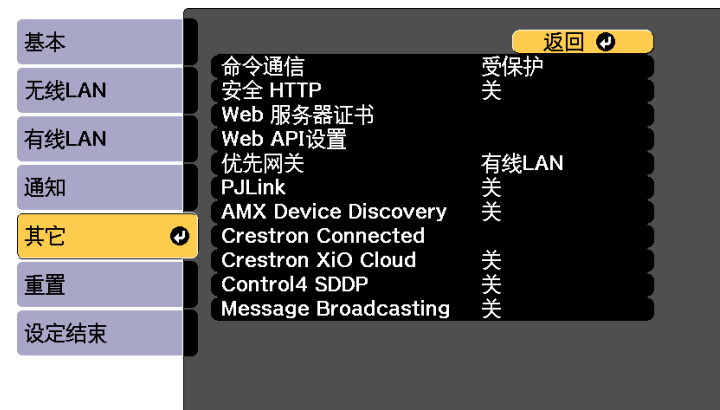 基本
无线LAN
有线LAN
通知
其它
重置
设定结束
返回
命令通信 受保护
安全 HTTP 关
Web 服务器证书
Web API设置
优先网关 有线LAN
PJLink 关
AMX Device Discovery 关
Crestron Connected
Crestron XiO Cloud 关
Control4 SDDP 关
Message Broadcasting 关